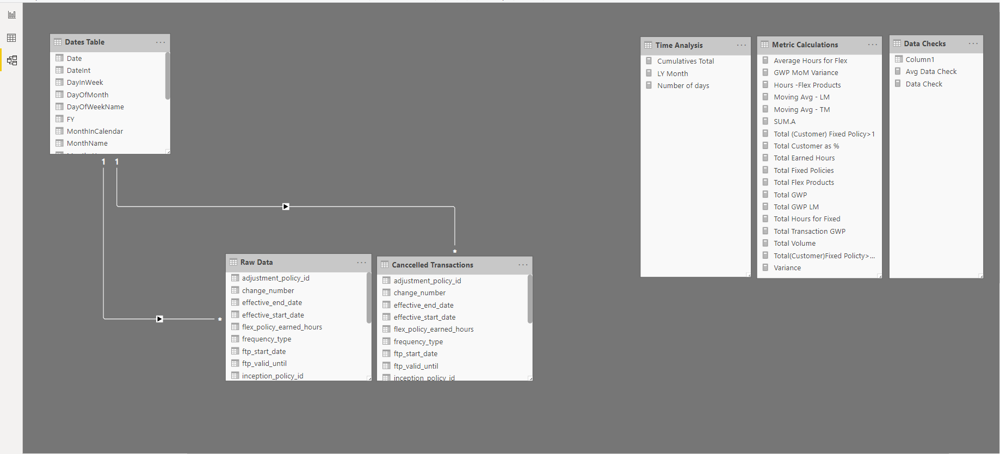 Dates Table
Date
DateInt
DayInWeek
DayOfMonth
DayOfWeekName
FY
MonthInCalendar
MonthName
1 1
*
*
Raw Data
adjustment_policy_id
change_number
effective_end_date
effective_start_date
flex_policy_earned_hours
frequency_type
ftp_start_date
ftp_valid_until
inception_policy_id
Canccelled Transactions
adjustment_policy_id
change_number
effective_end_date
effective_start_date
flex_policy_earned_hours
frequency_type
ftp_start_date
ftp_valid_until
inception_policy_id
Time Analysis
Cumulatives Total
LY Month
Number of days
Metric Calculations
Average Hours for Flex
GWP MoM Variance
Hours -Flex Products
Moving Avg - LM
Moving Avg - TM
SUM.A
Total (Customer) Fixed Policy>1
Total Customer as %
Total Earned Hours
Total Fixed Policies
Total Flex Products
Total GWP
Total GWP LM
Total Hours for Fixed
Total Transaction GWP
Total Volume
Total(Customer)Fixed Policty>...
Variance
Data Checks
Column1
Avg Data Check
Data Check